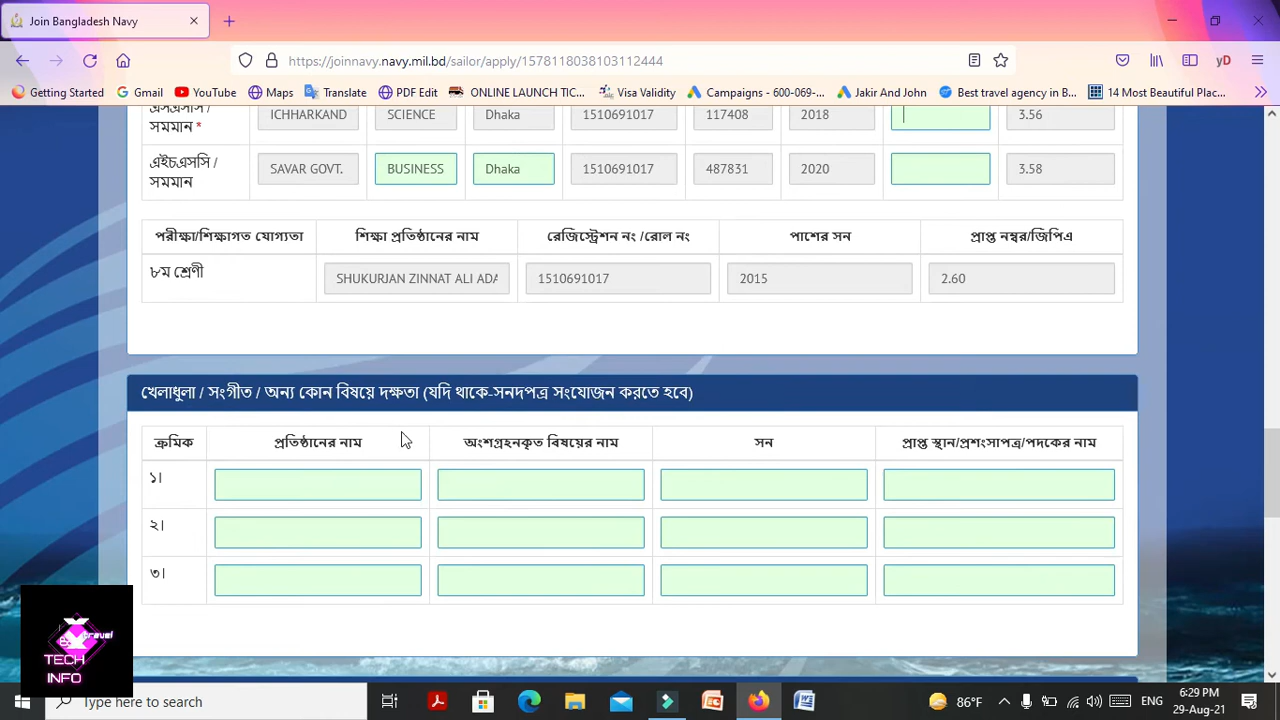 Join Bangladesh Navy
https://joinnavy.navy.mil.bd/sailor/apply/1578118038103112444
yD
Getting Started Gmail YouTube Maps Translate PDF Edit ONLINE LAUNCH TIC... Visa Validity Campaigns - 600-069-... Jakir And John Best travel agency in B... 14 Most Beautiful Plac...
এসএসসি /
সমমান * ICHHARKAND SCIENCE Dhaka 1510691017 117408 2018 3.56
এইচএসসি /
সমমান SAVAR GOVT. BUSINESS Dhaka 1510691017 487831 2020 3.58
পরীক্ষা/শিক্ষাগত যোগ্যতা শিক্ষা প্রতিষ্ঠানের নাম রেজিস্ট্রেশন নং /রোল নং পাশের সন প্রাপ্ত নম্বর/জিপিএ
৮ম শ্রেণী SHUKURJAN ZINNAT ALI ADA 1510691017 2015 2.60
খেলাধুলা / সংগীত / অন্য কোন বিষয়ে দক্ষতা (যদি থাকে-সনদপত্র সংযোজন করতে হবে)
ক্রমিক প্রতিষ্ঠানের নাম অংশগ্রহনকৃত বিষয়ের নাম সন প্রাপ্ত স্থান/প্রশংসাপত্র/পদকের নাম
১।
২।
৩।
travel
TECH
INFO
Type here to search
86°F ENG 6:29 PM
29-Aug-21